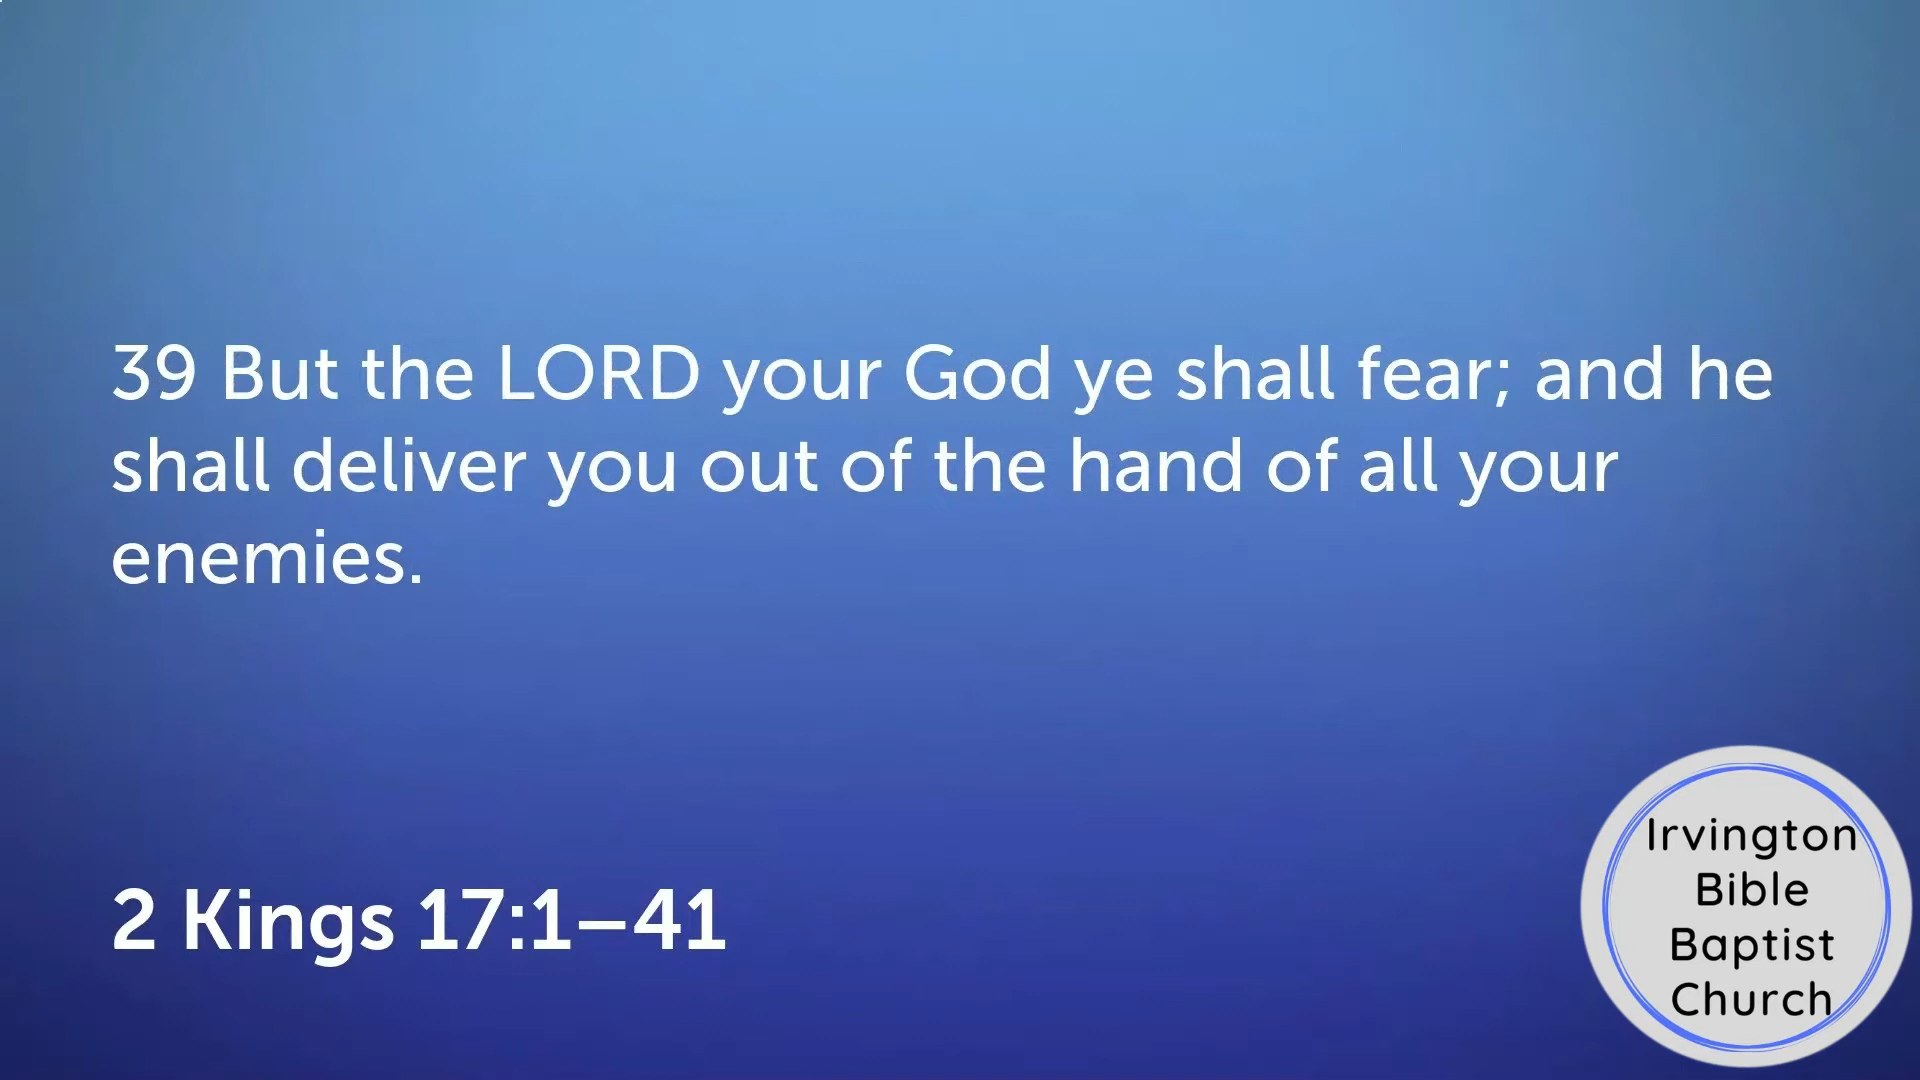 39 But the LORD your God ye shall fear; and he
shall deliver you out of the hand of all your
enemies.
2 Kings 17:1–41
Irvington
Bible
Baptist
Church